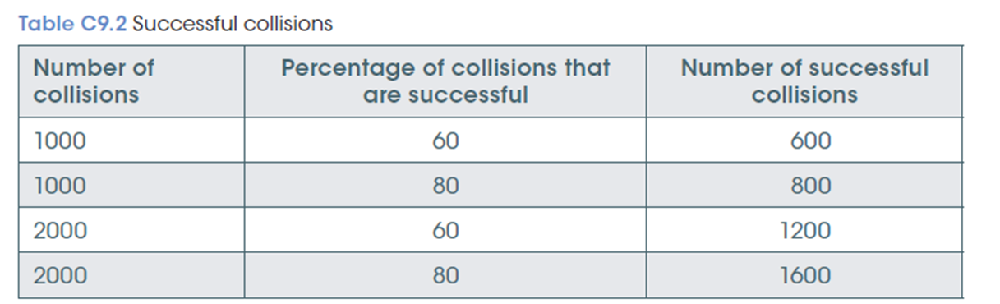 Table C9.2 Successful collisions
Number of collisions
Percentage of collisions that are successful
Number of successful collisions
1000 60 600
1000 80 800
2000 60 1200
2000 80 1600